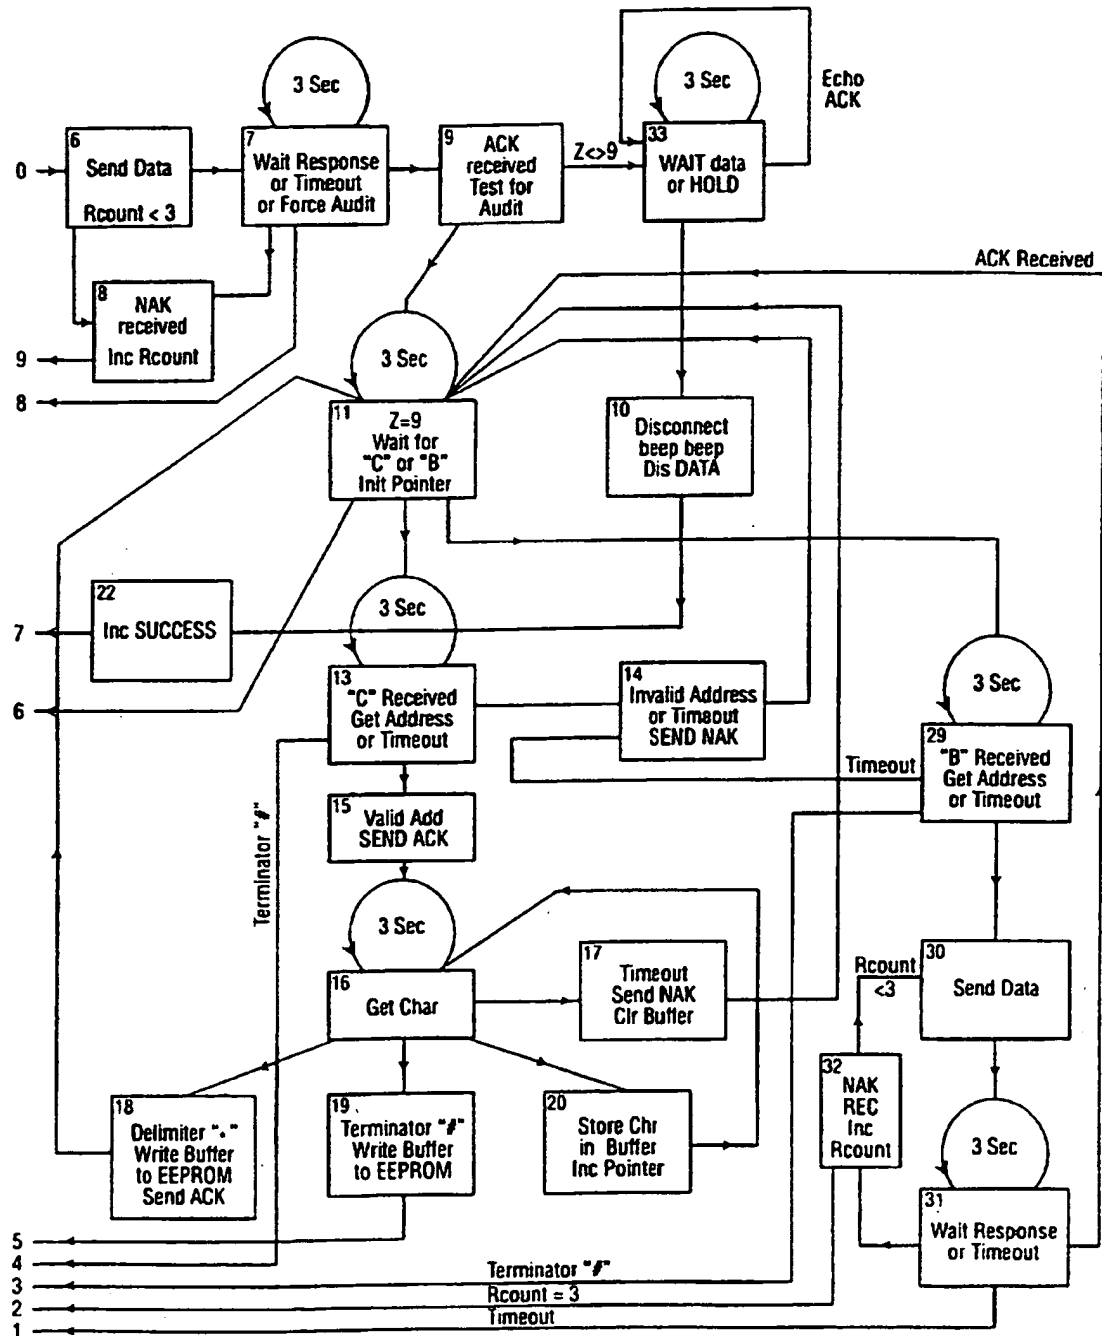 3 Sec
3 Sec
Echo
ACK
0
6
Send Data
Rcount < 3
7
Wait Response
or Timeout
or Force Audit
9
ACK
received
Test for
Audit
Z<>9
33
WAIT data
or HOLD
ACK Received
8
NAK
received
Inc Rcount
9
8
3 Sec
11
Z=9
Wait for
"C" or "B"
Init Pointer
10
Disconnect
beep beep
Dis DATA
22
Inc SUCCESS
7
6
3 Sec
13
"C" Received
Get Address
or Timeout
14
Invalid Address
or Timeout
SEND NAK
3 Sec
29
"B" Received
Get Address
or Timeout
Timeout
Terminator "#"
15
Valid Add
SEND ACK
3 Sec
16
Get Char
17
Timeout
Send NAK
Clr Buffer
Rcount
<3
30
Send Data
18
Delimiter "*"
Write Buffer
to EEPROM
Send ACK
19
Terminator "#"
Write Buffer
to EEPROM
20
Store Chr
in Buffer
Inc Pointer
32
NAK
REC
Inc
Rcount
3 Sec
31
Wait Response
or Timeout
5
4
3
Terminator "#"
2
Rcount = 3
1
Timeout